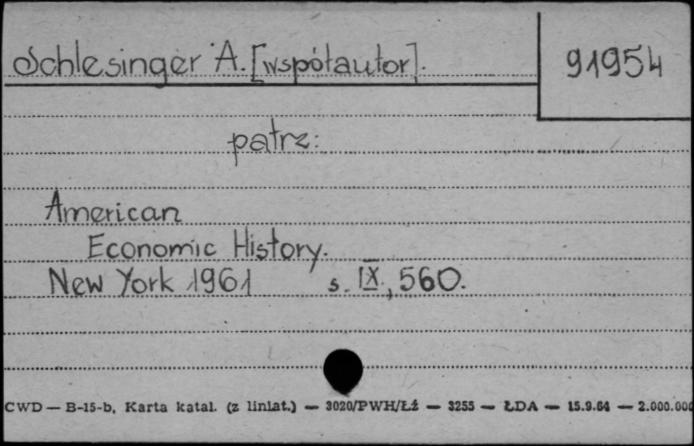 Schlesinger A. [współautor].
91954
patrz:
American
Economic History.
New York 1961 s. IX, 560.
CWD — B-15-b, Karta katal. (z liniat.) — 3020/PWH/Łź — 3255 — ŁDA — 15.9.64 — 2.000.000